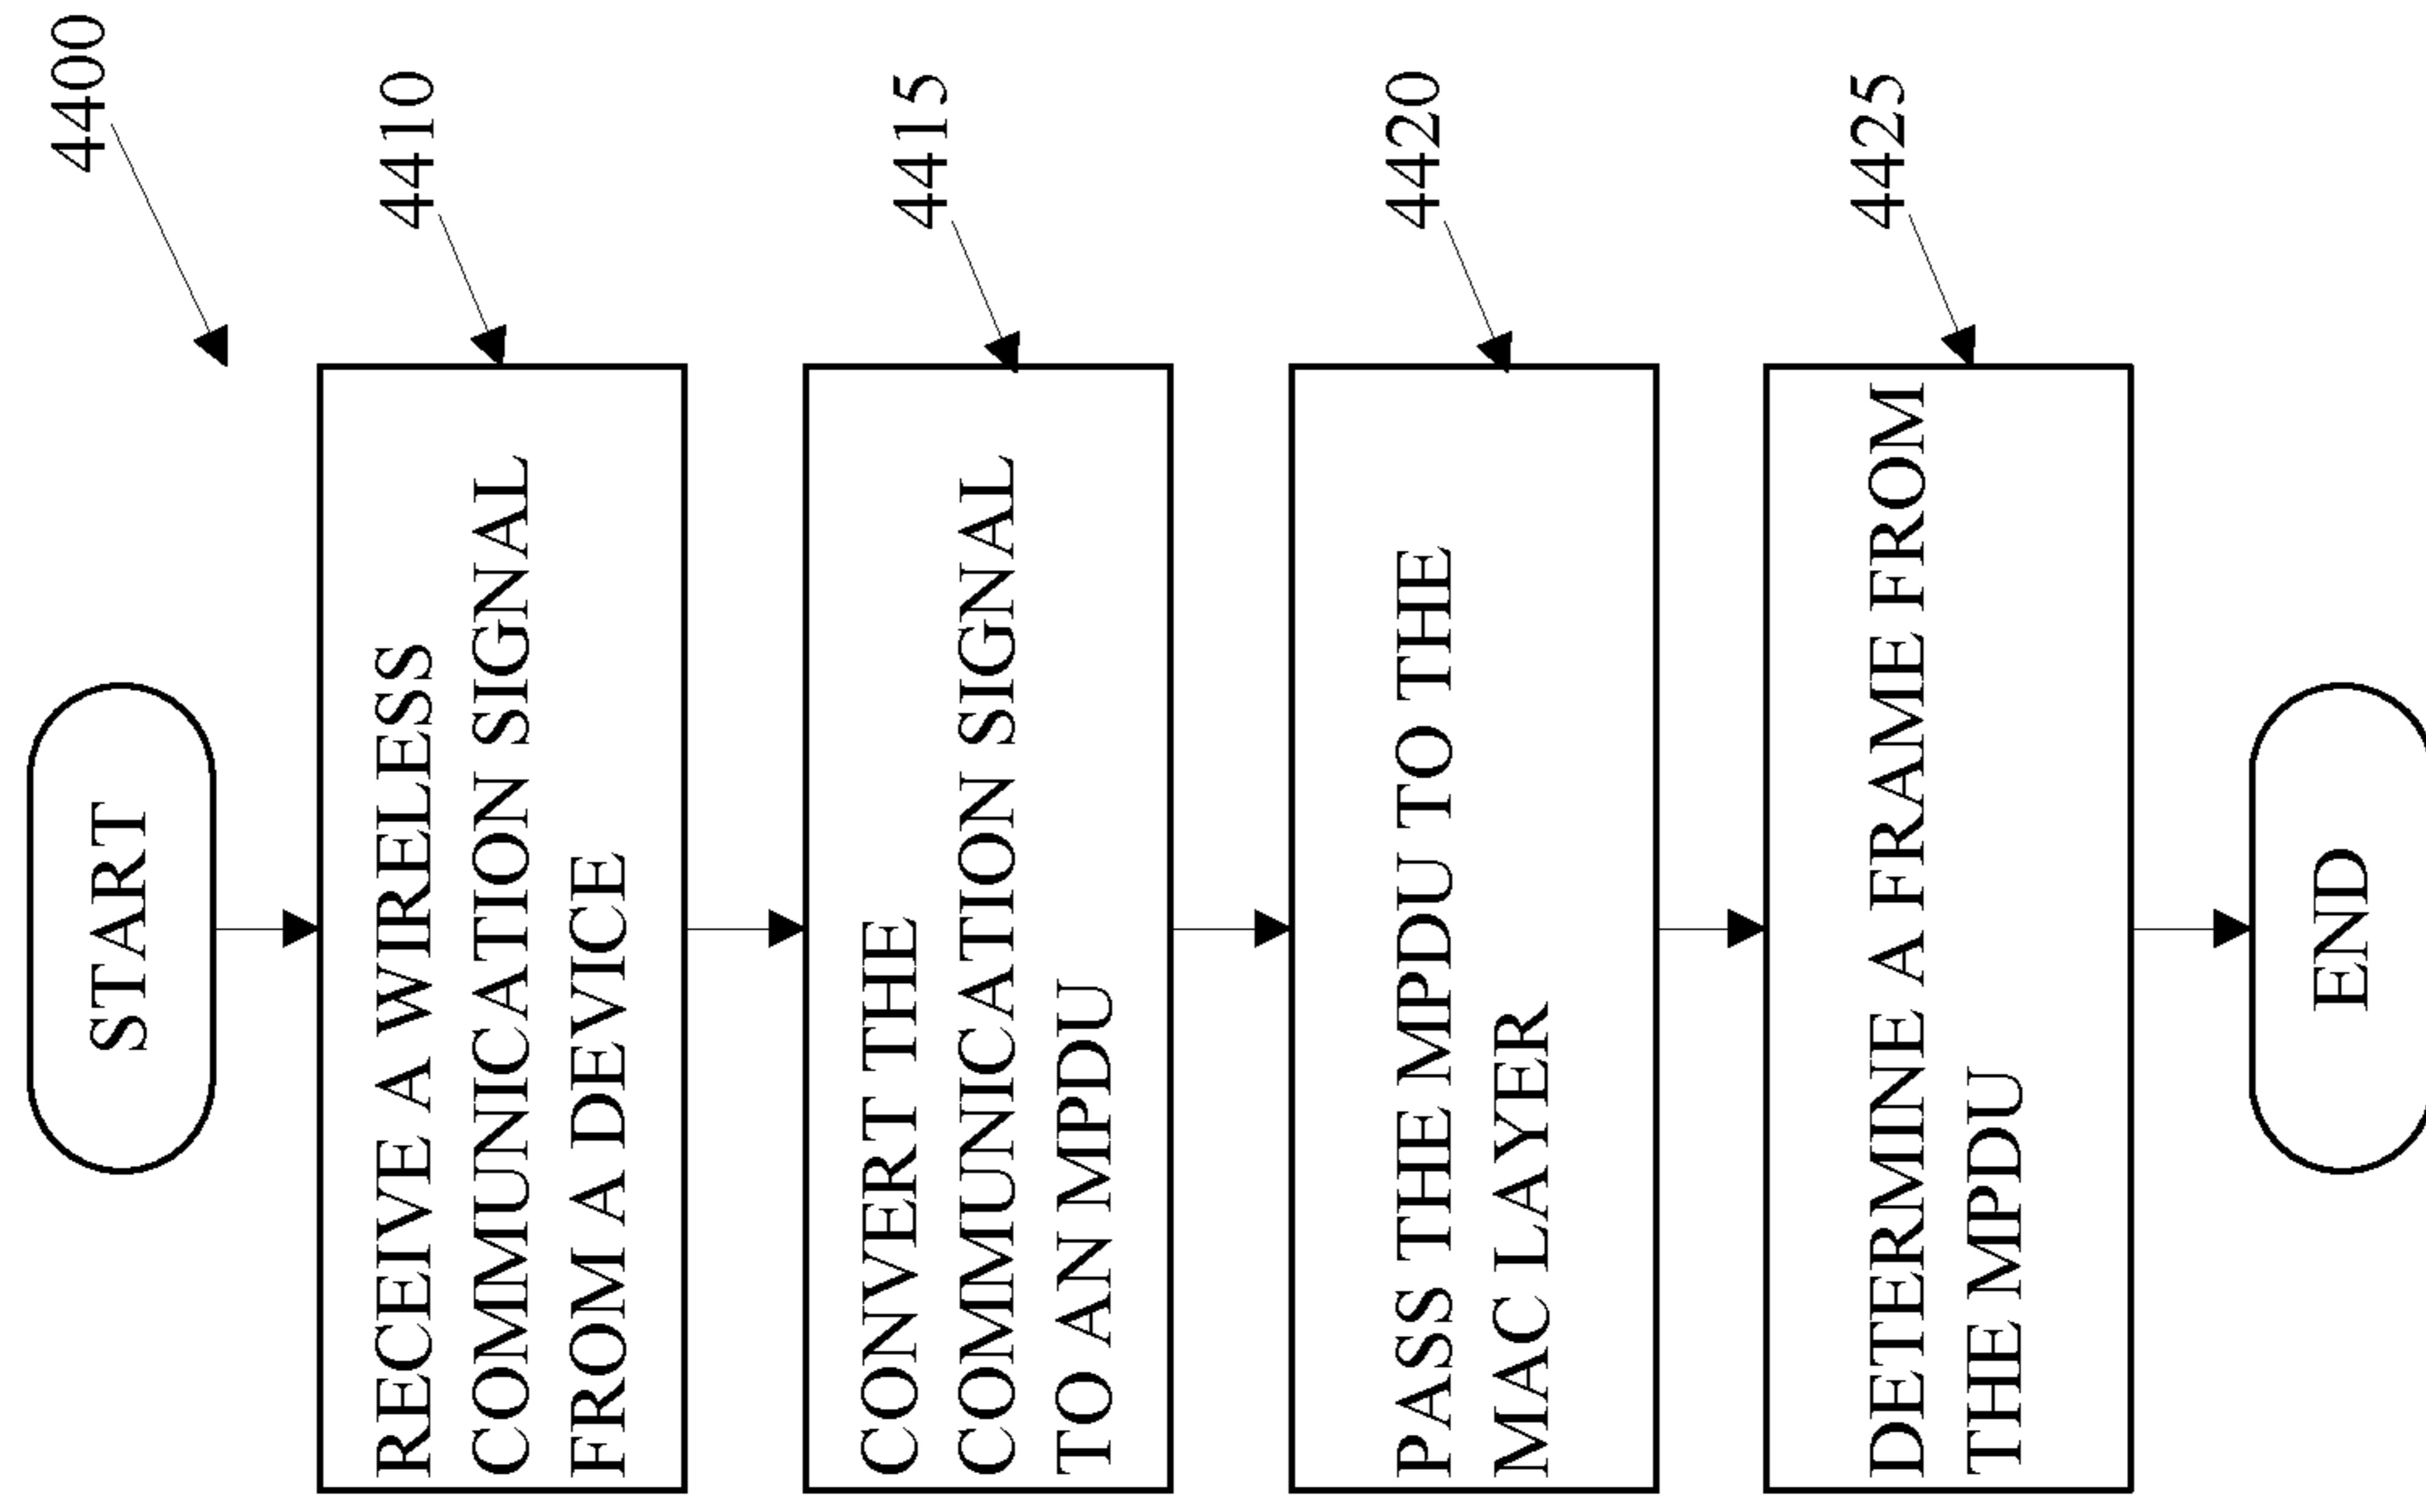 4400
START
4410
RECEIVE A WIRELESS
COMMUNICATION SIGNAL
FROM A DEVICE
4415
CONVERT THE
COMMUNICATION SIGNAL
TO AN MPDU
4420
PASS THE MPDU TO THE
MAC LAYER
4425
DETERMINE A FRAME FROM
THE MPDU
END